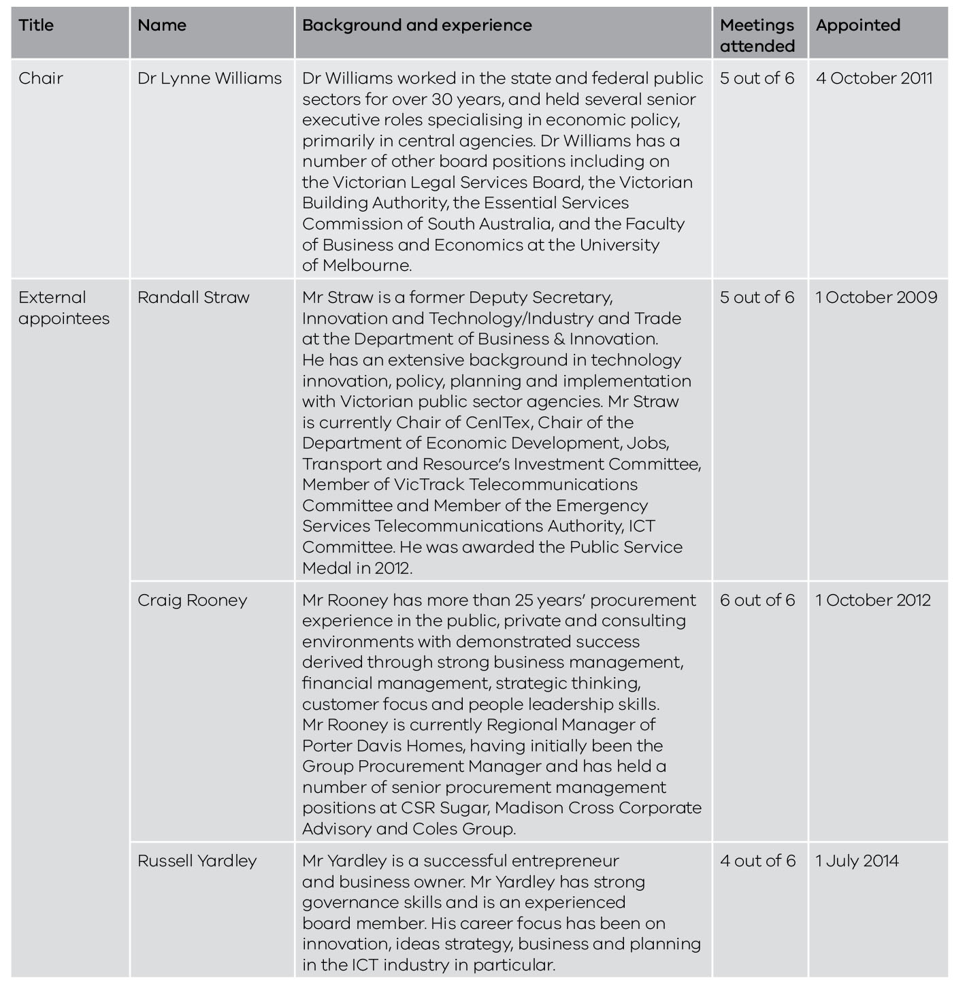 Title
Name
Background and experience
Meetings
attended
Appointed
Chair
Dr Lynne Williams
Dr Williams worked in the state and federal public
sectors for over 30 years, and held several senior
executive roles specialising in economic policy,
primarily in central agencies. Dr Williams has a
number of other board positions including on
the Victorian Legal Services Board, the Victorian
Building Authority, the Essential Services
Commission of South Australia, and the Faculty
of Business and Economics at the University
of Melbourne.
5 out of 6
4 October 2011
External
appointees
Randall Straw
Mr Straw is a former Deputy Secretary,
Innovation and Technology/Industry and Trade
at the Department of Business & Innovation.
He has an extensive background in technology
innovation, policy, planning and implementation
with Victorian public sector agencies. Mr Straw
is currently Chair of CenITex, Chair of the
Department of Economic Development, Jobs,
Transport and Resource's Investment Committee,
Member of VicTrack Telecommunications
Committee and Member of the Emergency
Services Telecommunications Authority, ICT
Committee. He was awarded the Public Service
Medal in 2012.
5 out of 6
1 October 2009
Craig Rooney
Mr Rooney has more than 25 years' procurement
experience in the public, private and consulting
environments with demonstrated success
derived through strong business management,
financial management, strategic thinking,
customer focus and people leadership skills.
Mr Rooney is currently Regional Manager of
Porter Davis Homes, having initially been the
Group Procurement Manager and has held a
number of senior procurement management
positions at CSR Sugar, Madison Cross Corporate
Advisory and Coles Group.
6 out of 6
1 October 2012
Russell Yardley
Mr Yardley is a successful entrepreneur
and business owner. Mr Yardley has strong
governance skills and is an experienced
board member. His career focus has been on
innovation, ideas strategy, business and planning
in the ICT industry in particular.
4 out of 6
1 July 2014